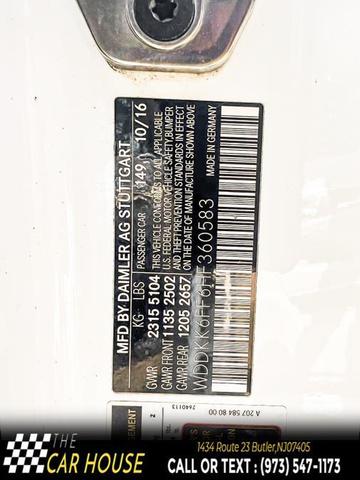 MFD BY DAIMLER AG STUTTGART
KG LBS
PASSENGER CAR 149 10/16
GVWR 2315 5104
THIS VEHICLE CONFORMS TO ALL APPLICABLE
U.S. FEDERAL MOTOR VEHICLE SAFETY, BUMPER
GAWR FRONT 1135 2502
AND THEFT PREVENTION STANDARDS IN EFFECT
GAWR REAR 1205 2657
ON THE DATE OF MANUFACTURE SHOWN ABOVE
MADE IN GERMANY
7640113
A 207 584 80 00
THE
CAR HOUSE
1434 Route 23 Butler,NJ07405
CALL OR TEXT : (973) 547-1173